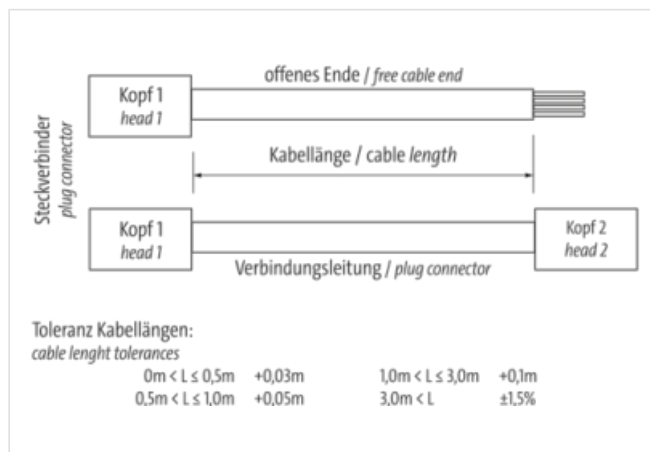 offenes Ende / free cable end
Kopf 1
head 1
Steckverbinder
plug connector
Kabellänge / cable length
Kopf 1
head 1
Kopf 2
head 2
Verbindungsleitung / plug connector
Toleranz Kabellängen:
cable lenght tolerances
0m < L ≤ 0,5m +0,03m 1,0m < L ≤ 3,0m +0,1m
0.5m < L ≤ 1,0m +0,05m 3,0m < L ±1.5%